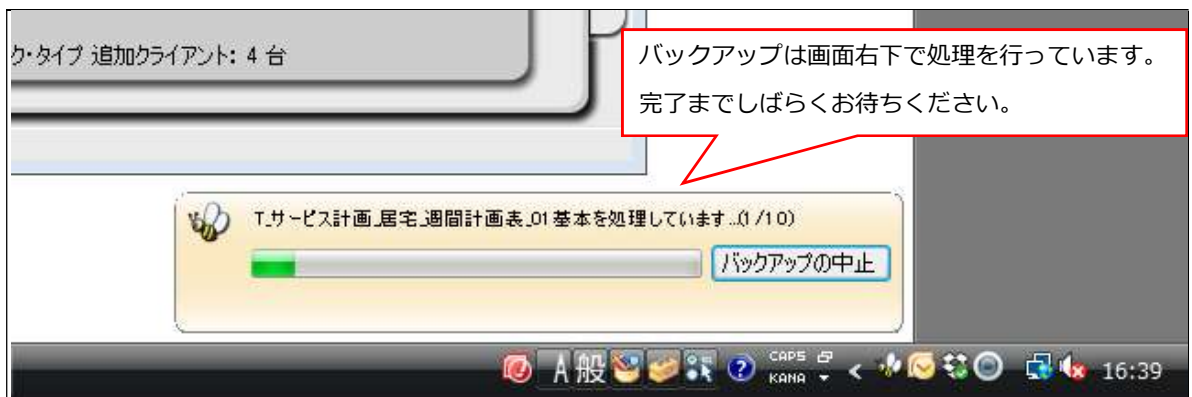 ク・タイプ 追加クライアント: 4 台
バックアップは画面右下で処理を行っています。
完了までしばらくお待ちください。
T_サービス計画_居宅_週間計画表_01基本を処理しています...(1/10)
バックアップの中止
A 般 CAPS KANA 16:39